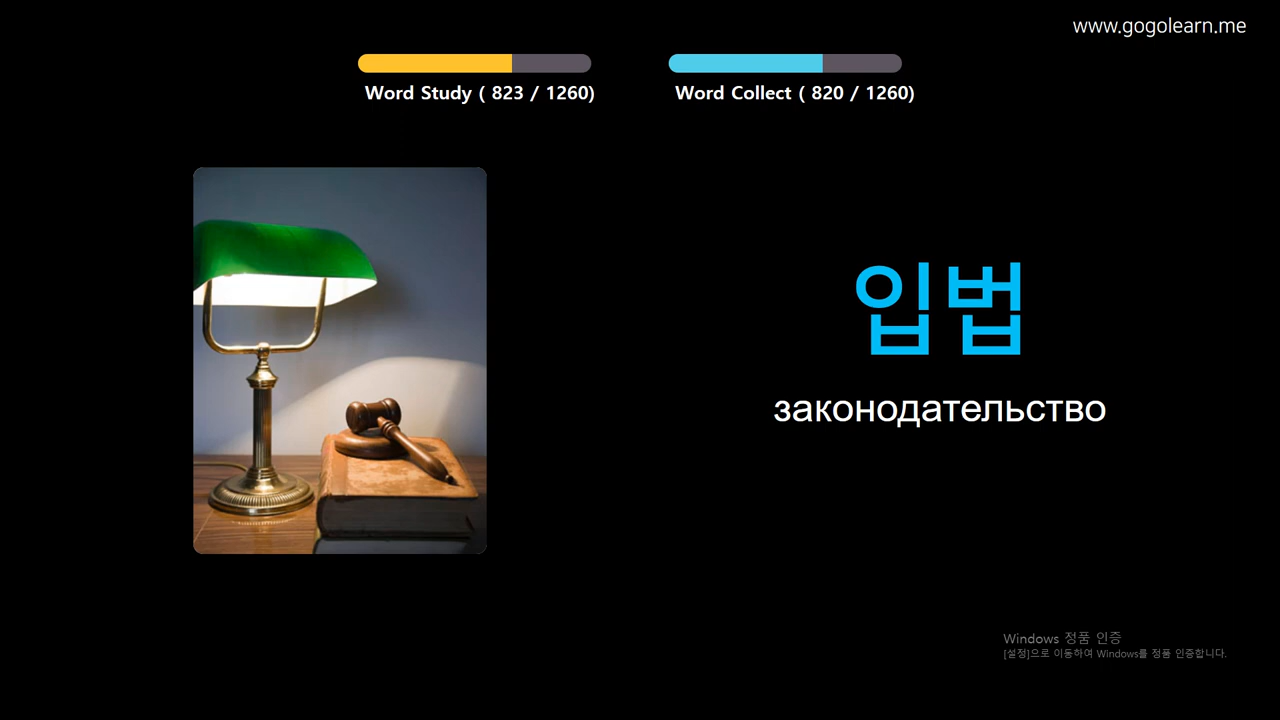 www.gogolearn.me
Word Study ( 823 / 1260)
Word Collect ( 820 / 1260)
입법
законодательство
Windows 정품 인증
[설정]으로 이동하여 Windows를 정품 인증합니다.